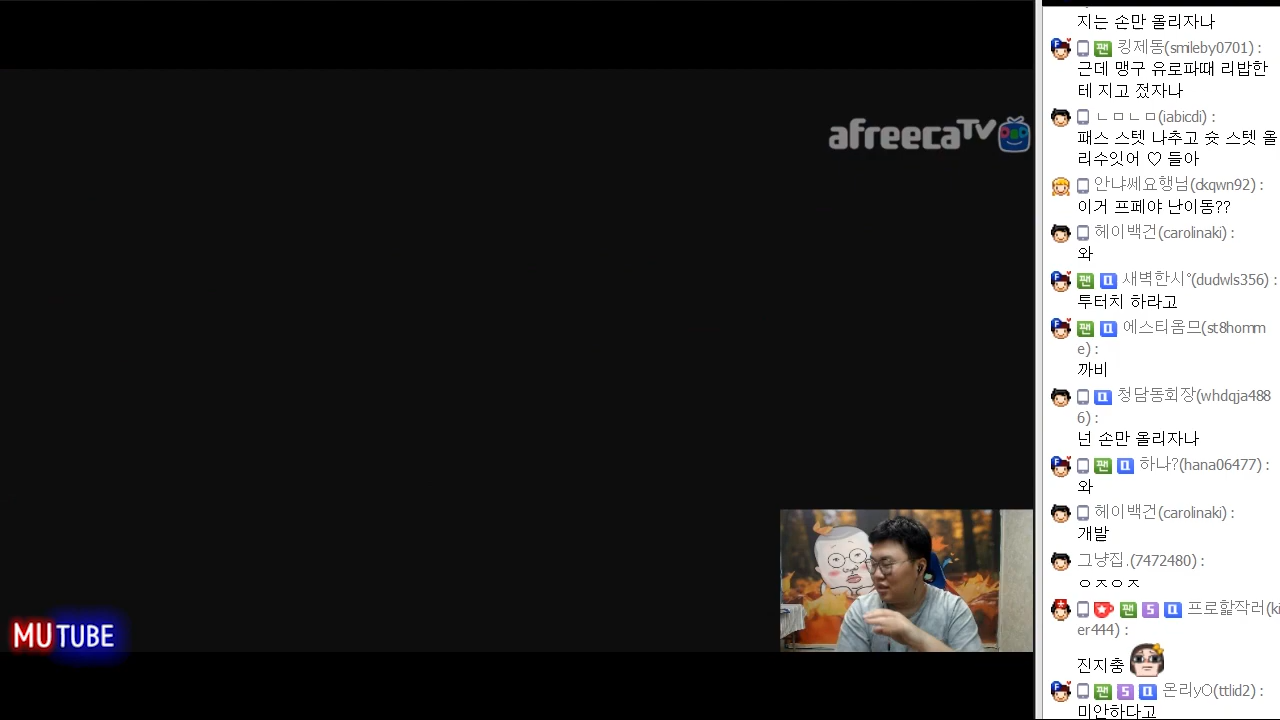 afreecaTV
MUTUBE
지는 손만 올리자나
팬 킹제동(smileby0701) :
근데 맹구 유로파때 리밥한
테 지고 젔자나
ㄴㅁㄴㅁ(iabicdi) :
패스 스텟 나추고 슛 스텟 올
리수잇어 ♡ 들아
안냐쎄요행님(dkqwn92) :
이거 프페야 난이동??
헤이백건(carolinaki) :
와
팬 새벽한시°(dudwls356) :
투터치 하라고
팬 에스티옴므(st8homm
e) :
까비
청담동회장(whdqja488
6) :
넌 손만 올리자나
팬 하나?(hana06477) :
와
헤이백건(carolinaki) :
개발
그냥집.(7472480) :
ㅇㅈㅇㅈ
팬 S 프로핥작러(ki
er444) :
진지춤
팬 S 온리yO(ttlid2) :
미안하다고